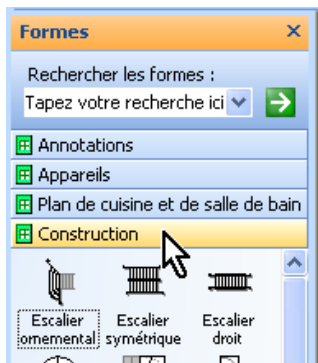 Formes
Rechercher les formes :
Tapez votre recherche ici
Annotations
Appareils
Plan de cuisine et de salle de bain
Construction
Escalier Escalier Escalier
ornemental symétrique droit